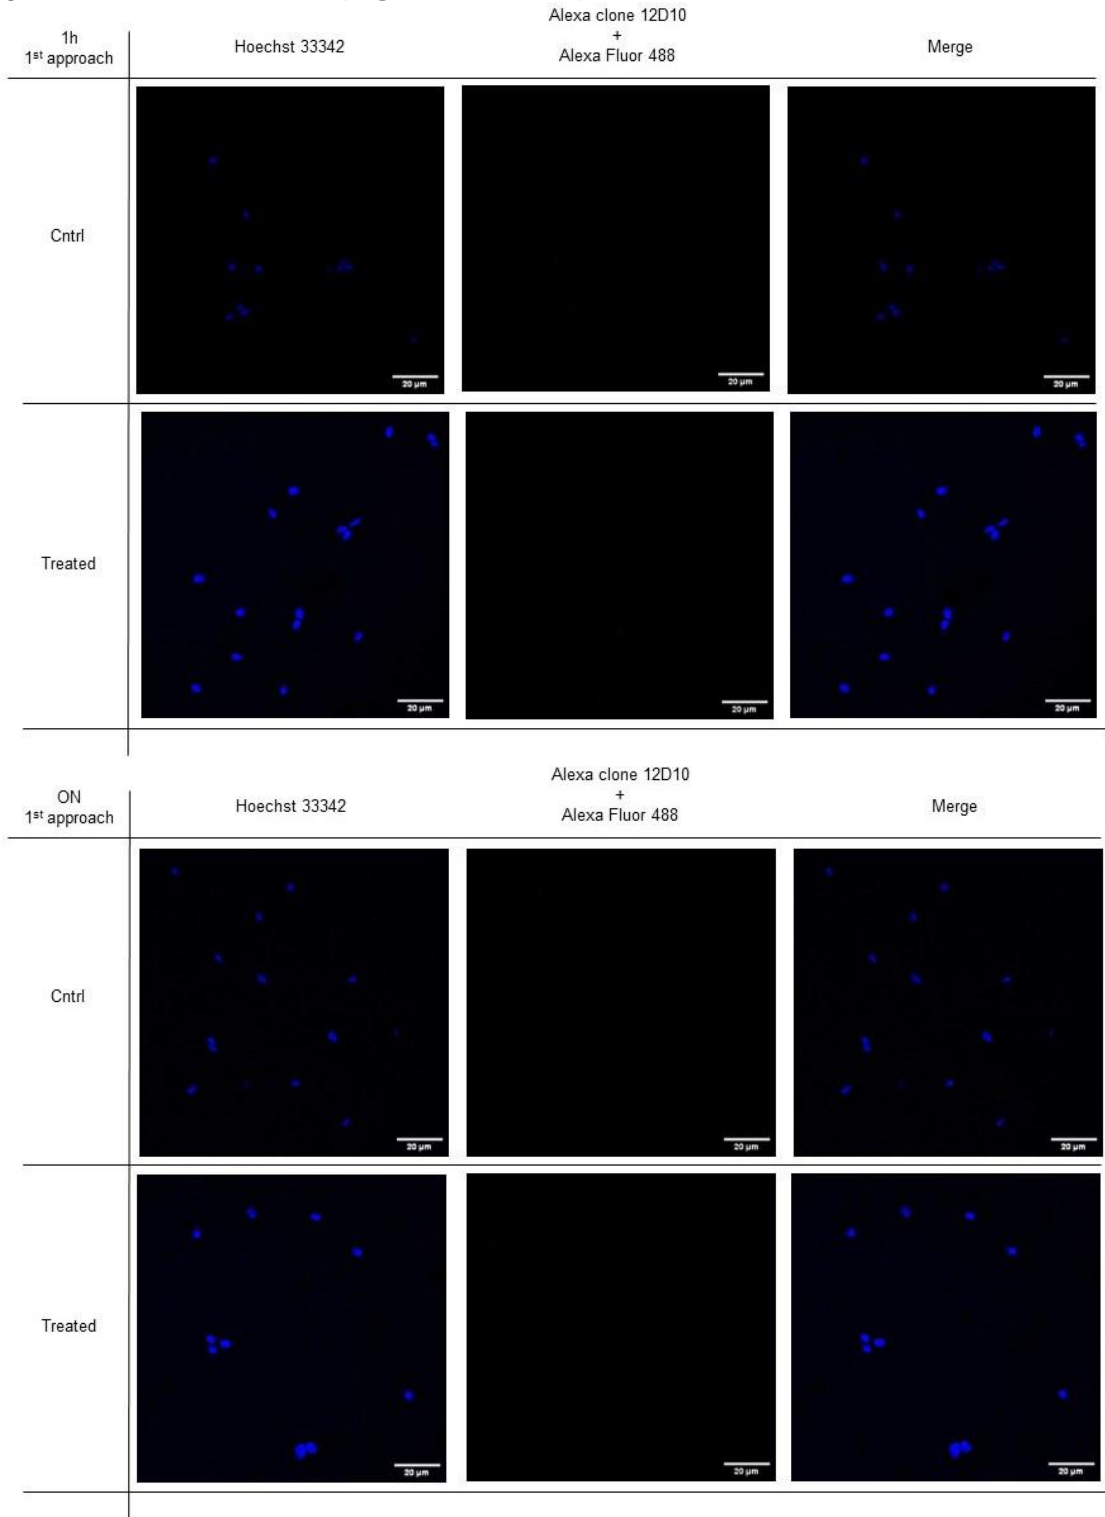 Alexa clone 12D10
1h
+
1st approach
Hoechst 33342
Alexa Fluor 488
Merge
Cntrl
20 µm
20 µm
20 µm
Treated
20 µm
20 µm
20 µm
Alexa clone 12D10
ON
+
1st approach
Hoechst 33342
Alexa Fluor 488
Merge
Cntrl
20 µm
20 µm
20 µm
Treated
20 µm
20 µm
20 µm